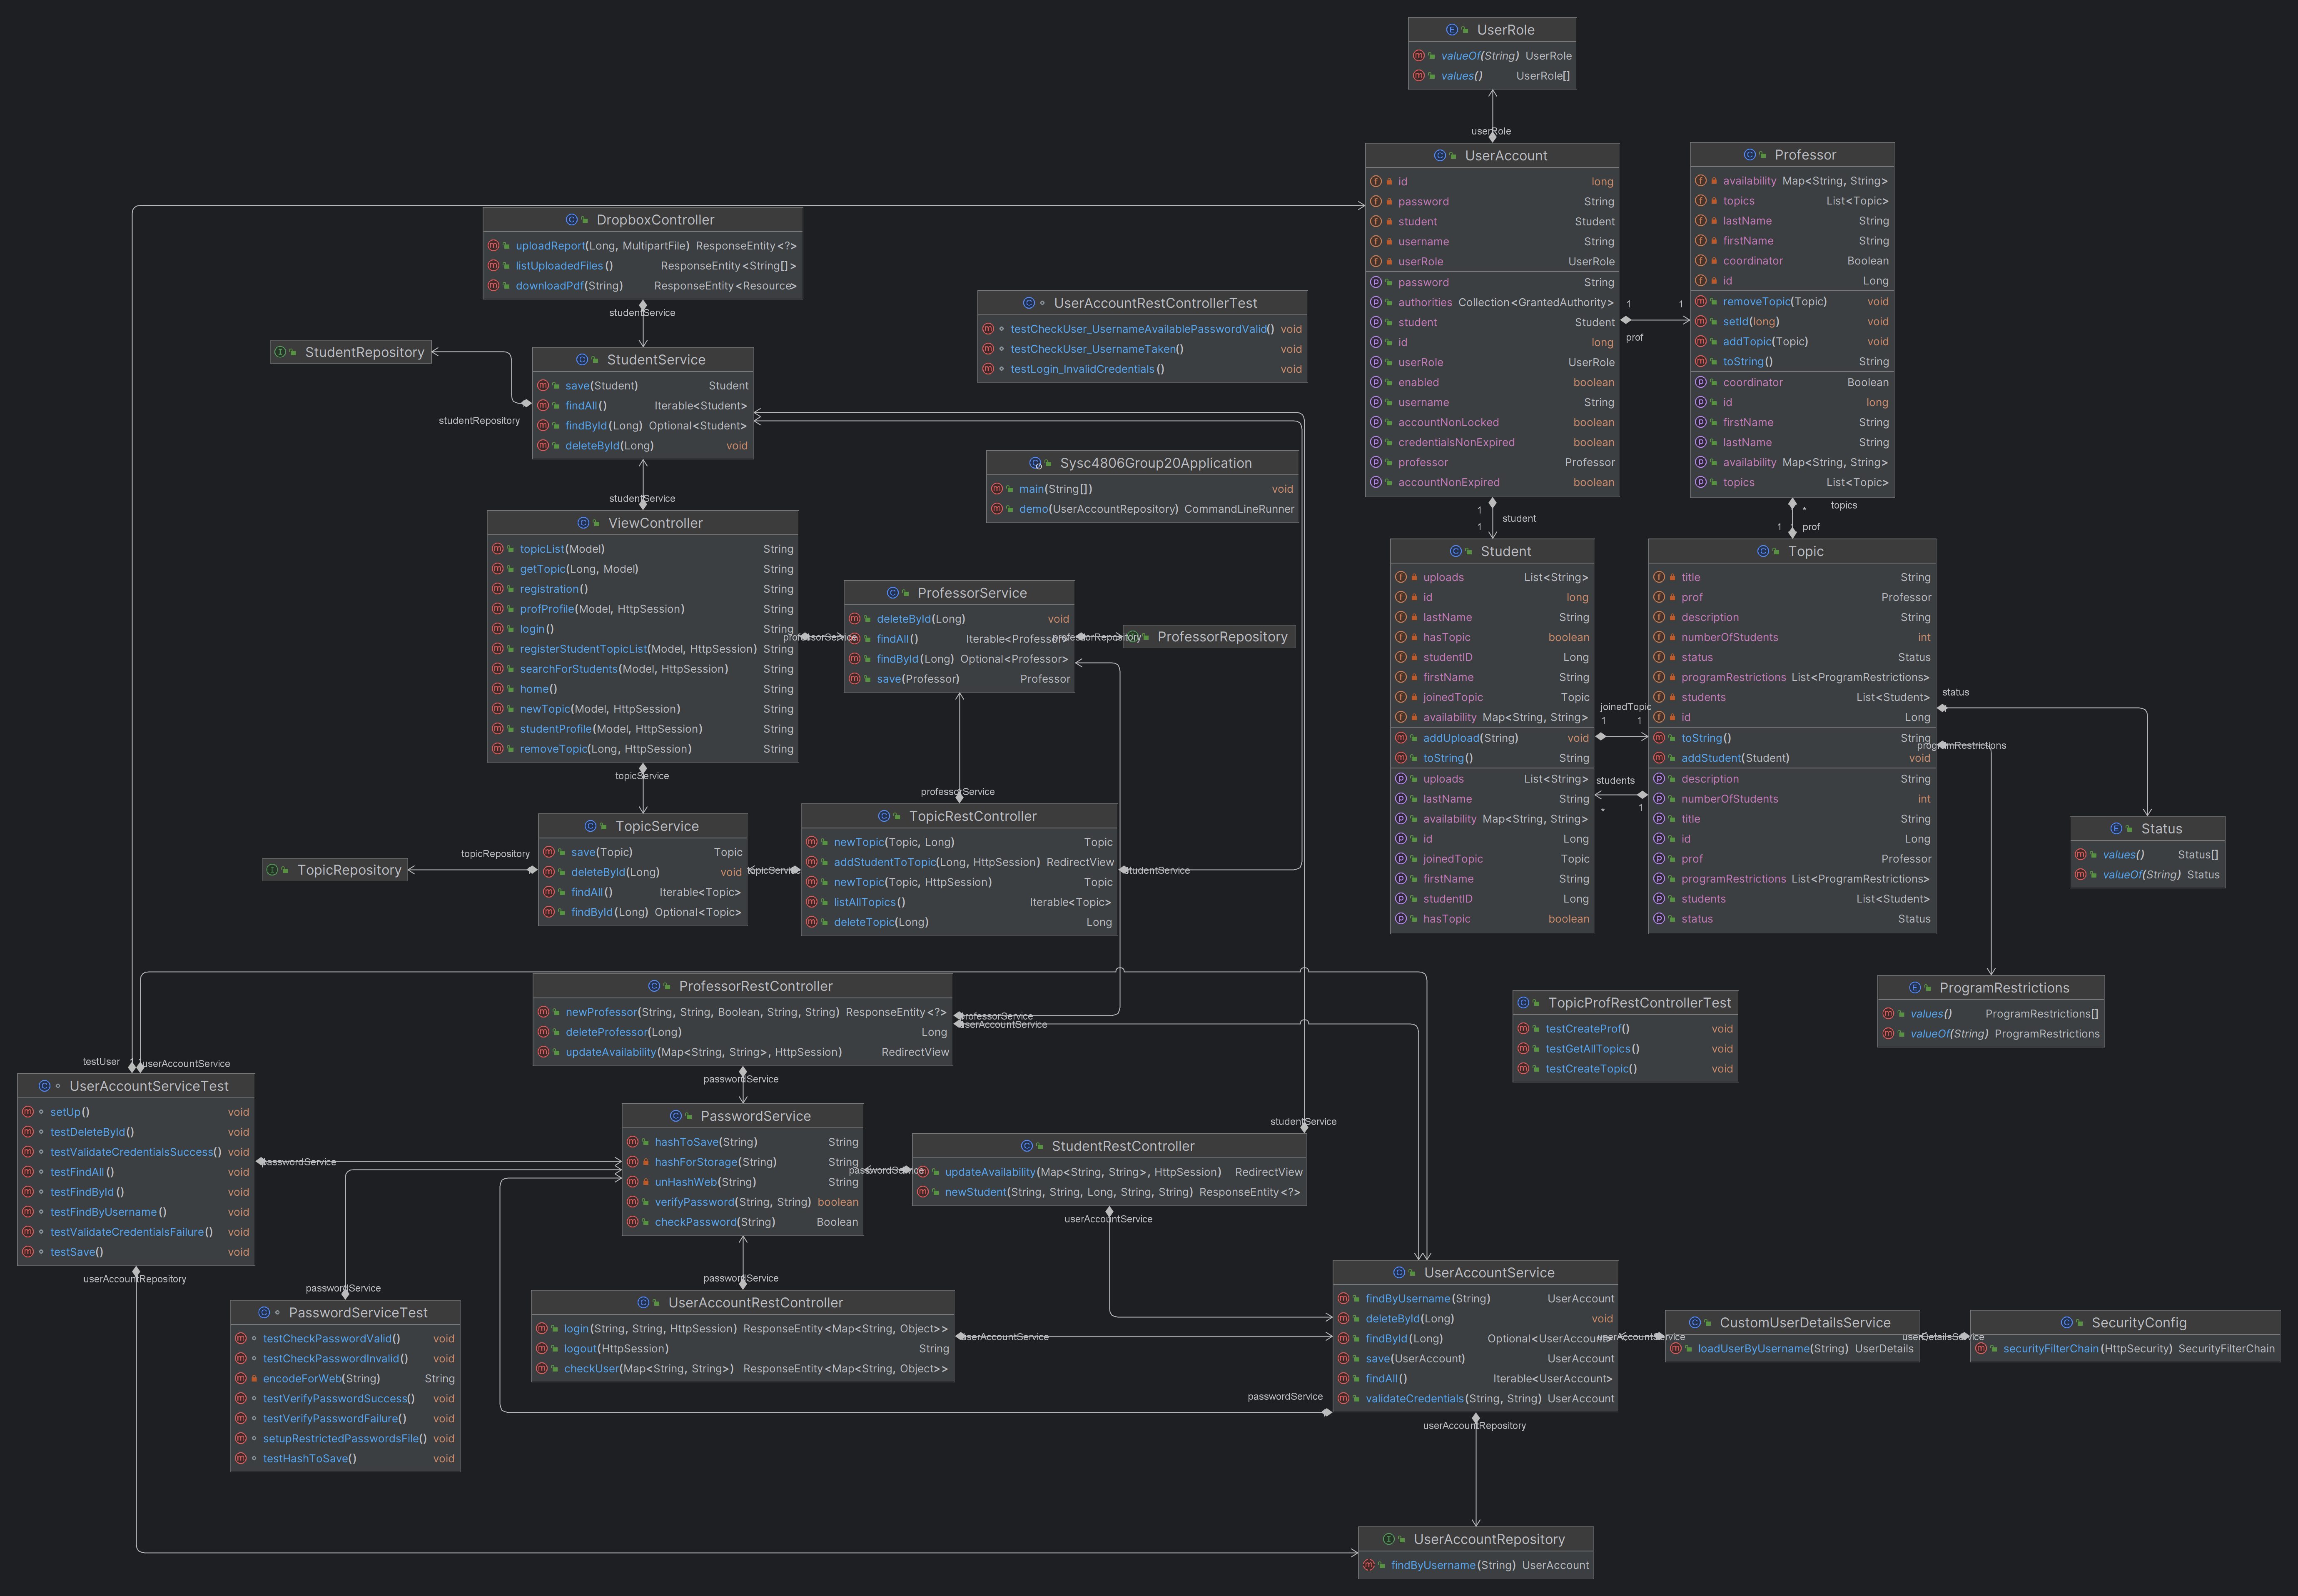 UserRole
valueOf(String) UserRole
values() UserRole[]
userRole
UserAccount
id long
password String
student Student
username String
userRole UserRole
password String
authorities Collection<GrantedAuthority>
student Student
id long
userRole UserRole
enabled boolean
username String
accountNonLocked boolean
credentialsNonExpired boolean
professor Professor
accountNonExpired boolean
1
1
prof
Professor
availability Map<String, String>
topics List<Topic>
lastName String
firstName String
coordinator Boolean
id Long
removeTopic(Topic) void
setId(long) void
addTopic(Topic) void
toString() String
coordinator Boolean
id long
firstName String
lastName String
availability Map<String, String>
topics List<Topic>
*
topics
1
prof
1
1
student
DropboxController
uploadReport(Long, MultipartFile) ResponseEntity<?>
listUploadedFiles() ResponseEntity<String[]>
downloadPdf(String) ResponseEntity<Resource>
studentService
StudentRepository
studentRepository
StudentService
save(Student) Student
findAll() Iterable<Student>
findById(Long) Optional<Student>
deleteById(Long) void
studentService
UserAccountRestControllerTest
testCheckUser_UsernameAvailablePasswordValid() void
testCheckUser_UsernameTaken() void
testLogin_InvalidCredentials() void
Sysc4806Group20Application
main(String[]) void
demo(UserAccountRepository) CommandLineRunner
ViewController
topicList(Model) String
getTopic(Long, Model) String
registration() String
profProfile(Model, HttpSession) String
login() String
registerStudentTopicList(Model, HttpSession) String
searchForStudents(Model, HttpSession) String
home() String
newTopic(Model, HttpSession) String
studentProfile(Model, HttpSession) String
removeTopic(Long, HttpSession) String
topicService
professorService
ProfessorService
deleteById(Long) void
findAll() Iterable<Professor>
findById(Long) Optional<Professor>
save(Professor) Professor
professorRepository
ProfessorRepository
professorService
Student
uploads List<String>
id long
lastName String
hasTopic boolean
studentID Long
firstName String
joinedTopic Topic
availability Map<String, String>
addUpload(String) void
toString() String
uploads List<String>
lastName String
availability Map<String, String>
id Long
joinedTopic Topic
firstName String
studentID Long
hasTopic boolean
joinedTopic
1
1
students
1
*
Topic
title String
prof Professor
description String
numberOfStudents int
status Status
programRestrictions List<ProgramRestrictions>
students List<Student>
id Long
toString() String
addStudent(Student) void
description String
numberOfStudents int
title String
id Long
prof Professor
programRestrictions List<ProgramRestrictions>
students List<Student>
status Status
status
programRestrictions
Status
values() Status[]
valueOf(String) Status
TopicRepository
topicRepository
TopicService
save(Topic) Topic
deleteById(Long) void
findAll() Iterable<Topic>
findById(Long) Optional<Topic>
topicService
TopicRestController
newTopic(Topic, Long) Topic
addStudentToTopic(Long, HttpSession) RedirectView
newTopic(Topic, HttpSession) Topic
listAllTopics() Iterable<Topic>
deleteTopic(Long) Long
studentService
ProfessorRestController
newProfessor(String, String, Boolean, String, String) ResponseEntity<?>
deleteProfessor(Long) Long
updateAvailability(Map<String, String>, HttpSession) RedirectView
professorService
userAccountService
passwordService
TopicProfRestControllerTest
testCreateProf() void
testGetAllTopics() void
testCreateTopic() void
ProgramRestrictions
values() ProgramRestrictions[]
valueOf(String) ProgramRestrictions
testUser
userAccountService
UserAccountServiceTest
setUp() void
testDeleteById() void
testValidateCredentialsSuccess() void
testFindAll() void
testFindById() void
testFindByUsername() void
testValidateCredentialsFailure() void
testSave() void
passwordService
userAccountRepository
PasswordService
hashToSave(String) String
hashForStorage(String) String
unHashWeb(String) String
verifyPassword(String, String) boolean
checkPassword(String) Boolean
passwordService
studentService
StudentRestController
updateAvailability(Map<String, String>, HttpSession) RedirectView
newStudent(String, String, Long, String, String) ResponseEntity<?>
userAccountService
passwordService
PasswordServiceTest
testCheckPasswordValid() void
testCheckPasswordInvalid() void
encodeForWeb(String) String
testVerifyPasswordSuccess() void
testVerifyPasswordFailure() void
setupRestrictedPasswordsFile() void
testHashToSave() void
passwordService
UserAccountRestController
login(String, String, HttpSession) ResponseEntity<Map<String, Object>>
logout(HttpSession) String
checkUser(Map<String, String>) ResponseEntity<Map<String, Object>>
userAccountService
UserAccountService
findByUsername(String) UserAccount
deleteById(Long) void
findById(Long) Optional<UserAccount>
save(UserAccount) UserAccount
findAll() Iterable<UserAccount>
validateCredentials(String, String) UserAccount
passwordService
userAccountRepository
userAccountService
CustomUserDetailsService
loadUserByUsername(String) UserDetails
userDetailsService
SecurityConfig
securityFilterChain(HttpSecurity) SecurityFilterChain
UserAccountRepository
findByUsername(String) UserAccount